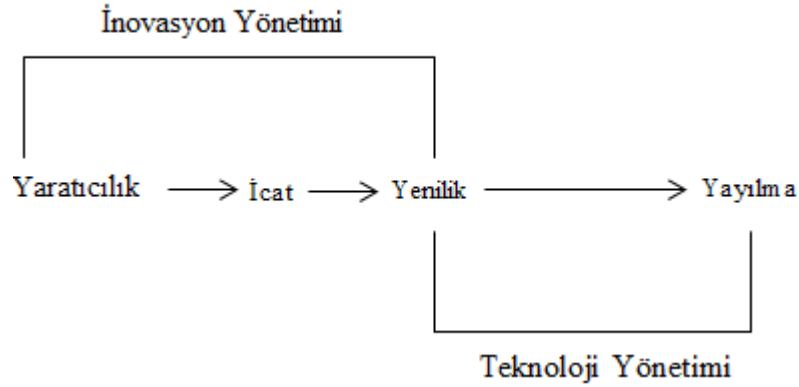 İnovasyon Yönetimi
Yaratıcılık İcat Yenilik Yayılma
Teknoloji Yönetimi